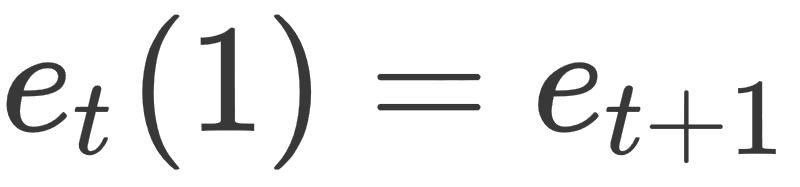 e_t(1) = e_{t+1}